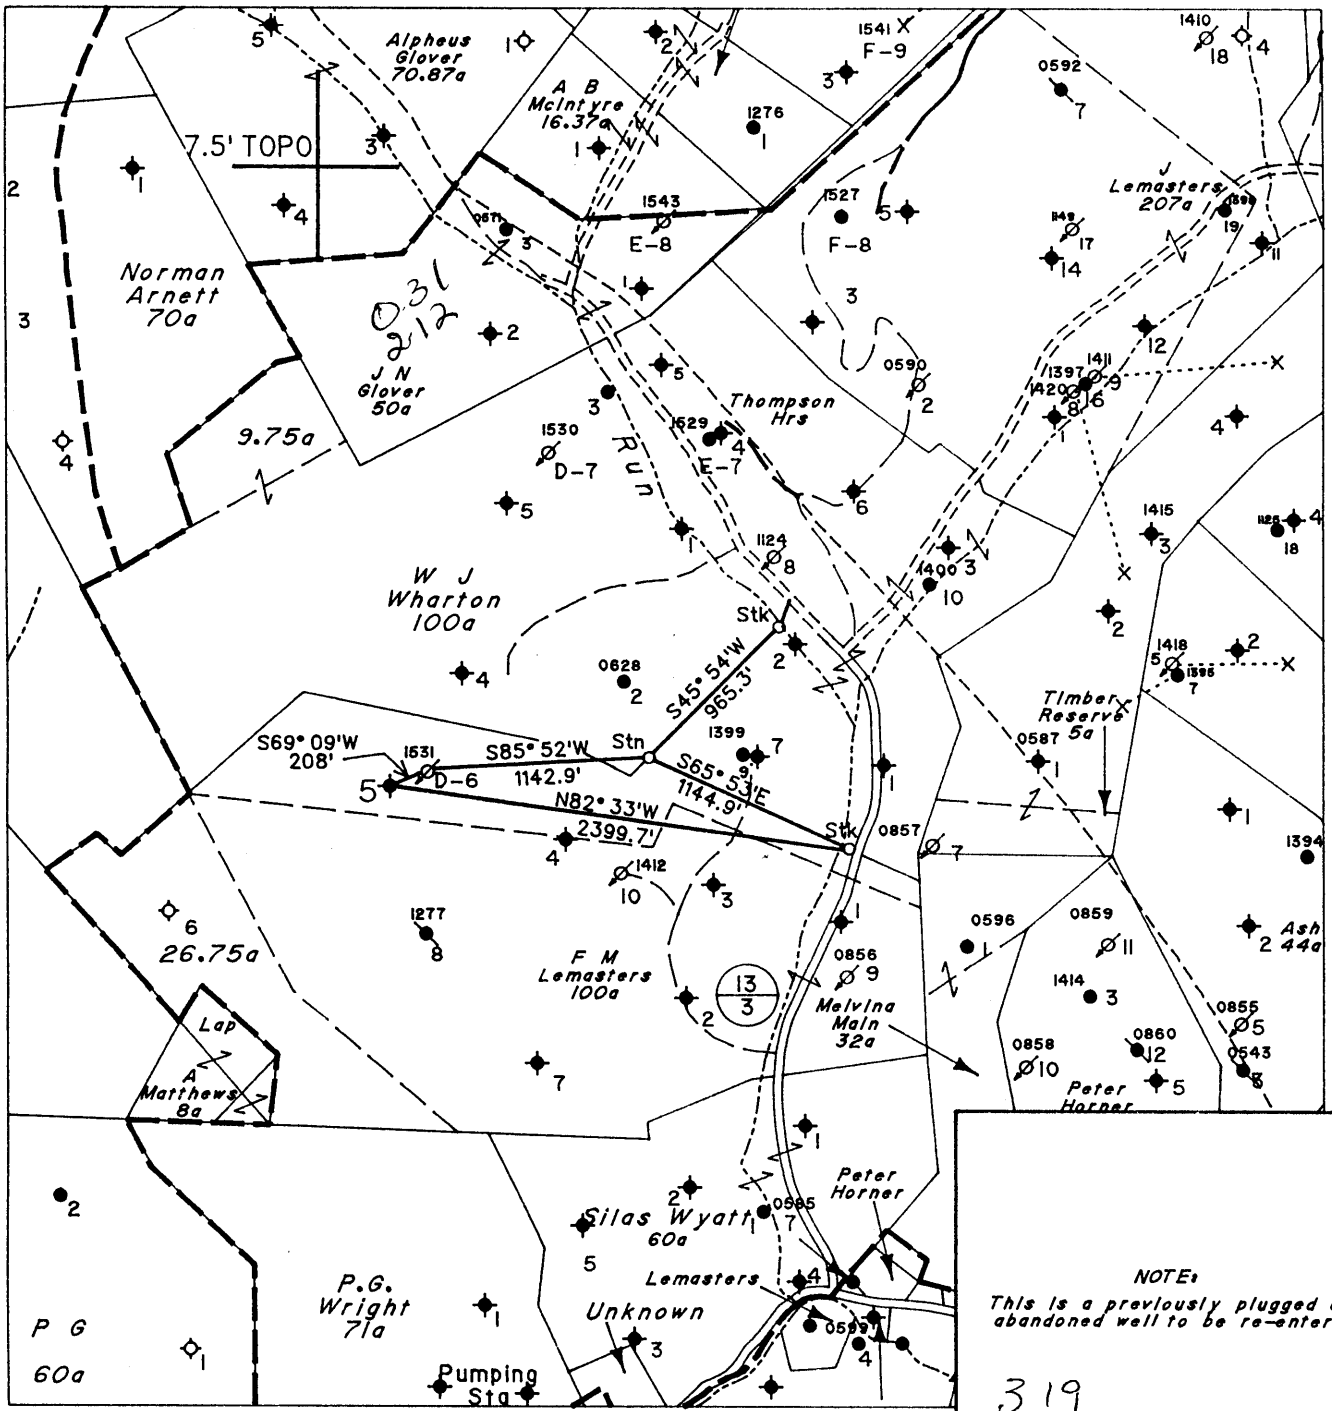 5
Alpheus
Glover
70.87a
1
2
1541
F-9
3
1410
18
4
0592
7
A B
McIntyre
16.37a
1276
1
7.5' TOPO
3
1
1
2
4
1543
E-8
0571
3
1527
F-8
5
J
Lemasters
207a
1398
19
1149
17
14
11
Norman
Arnett
70a
3
0.31
2.12
2
J N
Glover
50a
1
3
12
5
0590
2
1397
1411
9
1420
8
16
3
Thompson
Hrs
1
4
9.75a
4
1530
D-7
Run
1529
4
E-7
5
6
1415
3
1125
18
4
1
1124
8
3
1400
10
W J
Wharton
100a
Stk
2
2
1418
5
1395
7
2
4
0628
2
S45° 54'W
965.3'
Timber
Reserve
5a
S69° 09'W
208'
1531
D-6
S85° 52'W
1142.9'
Stn
1399
9
7
S65° 53'E
1144.9'
0587
1
1
5
N82° 33'W
2399.7'
Stk
1
4
0857
7
1
1394
1412
10
3
6
26.75a
1277
8
F M
Lemasters
100a
1
0596
1
0859
11
2
Ash
44a
13
3
0856
9
1414
3
2
Melvina
Main
32a
Lap
0855
5
0858
10
0860
12
5
0543
7
A
Matthews
8a
Peter
Horner
1
2
2
Silas Wyatt
60a
0585
1
7
Peter
Horner
5
P.G.
Wright
71a
1
Lemasters
4
Unknown
3
0599
4
P G
60a
1
Pumping
Sta
NOTE:
This is a previously plugged
abandoned well to be re-enter
319